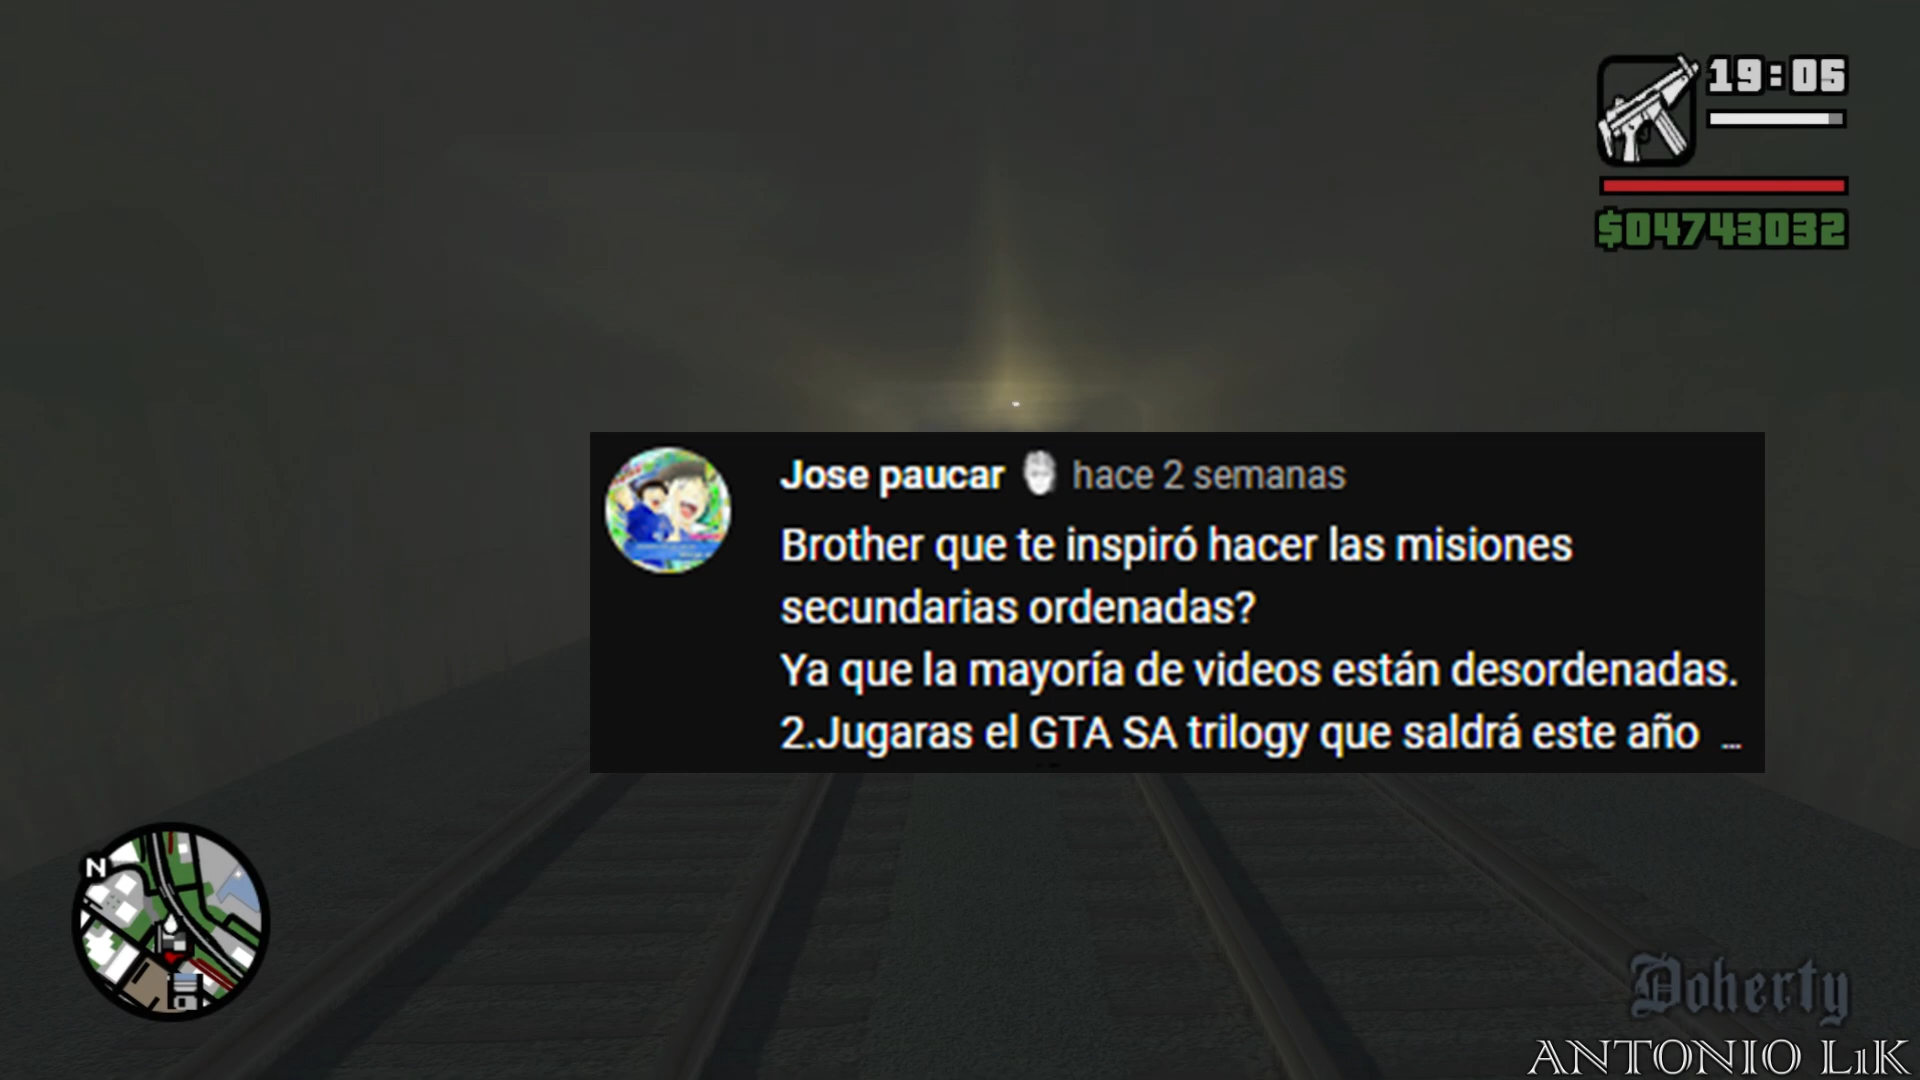 19:05
$04743032
Jose paucar hace 2 semanas
Brother que te inspiró hacer las misiones
secundarias ordenadas?
Ya que la mayoría de videos están desordenadas.
2.Jugaras el GTA SA trilogy que saldrá este año ...
N
Doherty
ANTONIO L1K